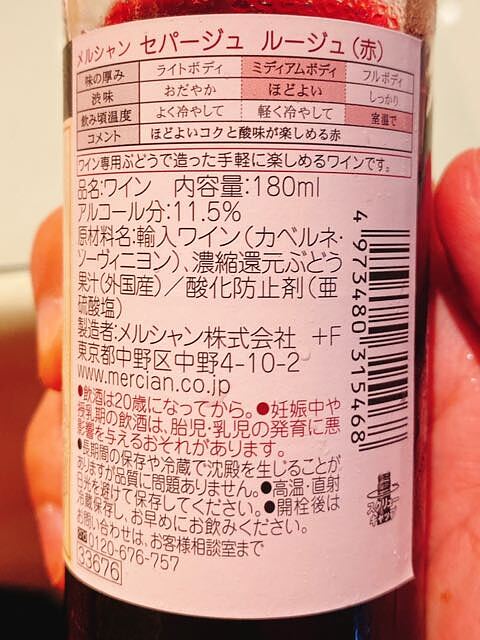 メルシャン セパージュ ルージュ(赤)
味の厚み ライトボディ ミディアムボディ フルボディ
渋味 おだやか ほどよい しっかり
飲み頃温度 よく冷やして 軽く冷やして 室温で
コメント ほどよいコクと酸味が楽しめる赤
ワイン専用ぶどうで造った手軽に楽しめるワインです。
品名:ワイン 内容量:180ml
アルコール分:11.5%
原材料名:輸入ワイン(カベルネ・
ソーヴィニヨン)、濃縮還元ぶどう
果汁(外国産)/酸化防止剤(亜
硫酸塩)
製造者:メルシャン株式会社 +F
東京都中野区中野4-10-2
www.mercian.co.jp
●飲酒は20歳になってから。●妊娠中や
授乳期の飲酒は、胎児・乳児の発育に悪
影響を与えるおそれがあります。
●長期間の保存や冷蔵で沈殿を生じることが
ありますが品質に問題ありません。●高温・直射
日光を避けて保存してください。●開栓後は
冷蔵保存し、お早めにお飲みください。
お問い合わせは、お客様相談室まで
0120-676-757
33676
4 973480 315468